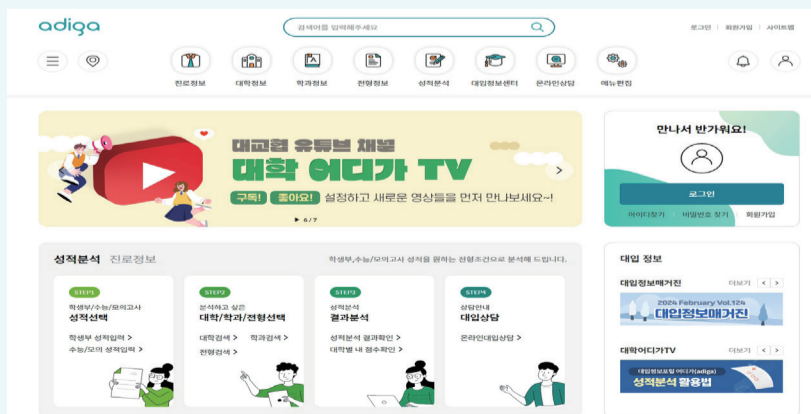 adiga
검색어를 입력해주세요
로그인 | 회원가입 | 사이트맵
진로정보 대학정보 학과정보 전형정보 성적분석 대입정보센터 온라인상담 메뉴편집
대교협 유튜브 채널
대학 어디가 TV
구독! 좋아요! 설정하고 새로운 영상들을 먼저 만나보세요~!
6 / 7
만나서 반가워요!
로그인
아이디찾기 | 비밀번호 찾기 | 회원가입
성적분석 진로정보
학생부,수능/모의고사 성적을 원하는 전형조건으로 분석해 드립니다.
STEP1
학생부/수능/모의고사
성적선택
학생부 성적입력 >
수능/모의 성적입력 >
STEP2
분석하고 싶은
대학/학과/전형선택
대학검색 > 학과검색 >
전형검색 >
STEP3
성적분석
결과분석
성적분석 결과확인 >
대학별 내 점수확인 >
STEP4
상담안내
대입상담
온라인대입상담 >
대입 정보
대입정보매거진 더보기 < >
2024 February Vol.124
대입정보매거진
대학어디가TV 더보기 < >
대입정보포털 어디가(adiga)
성적분석 활용법